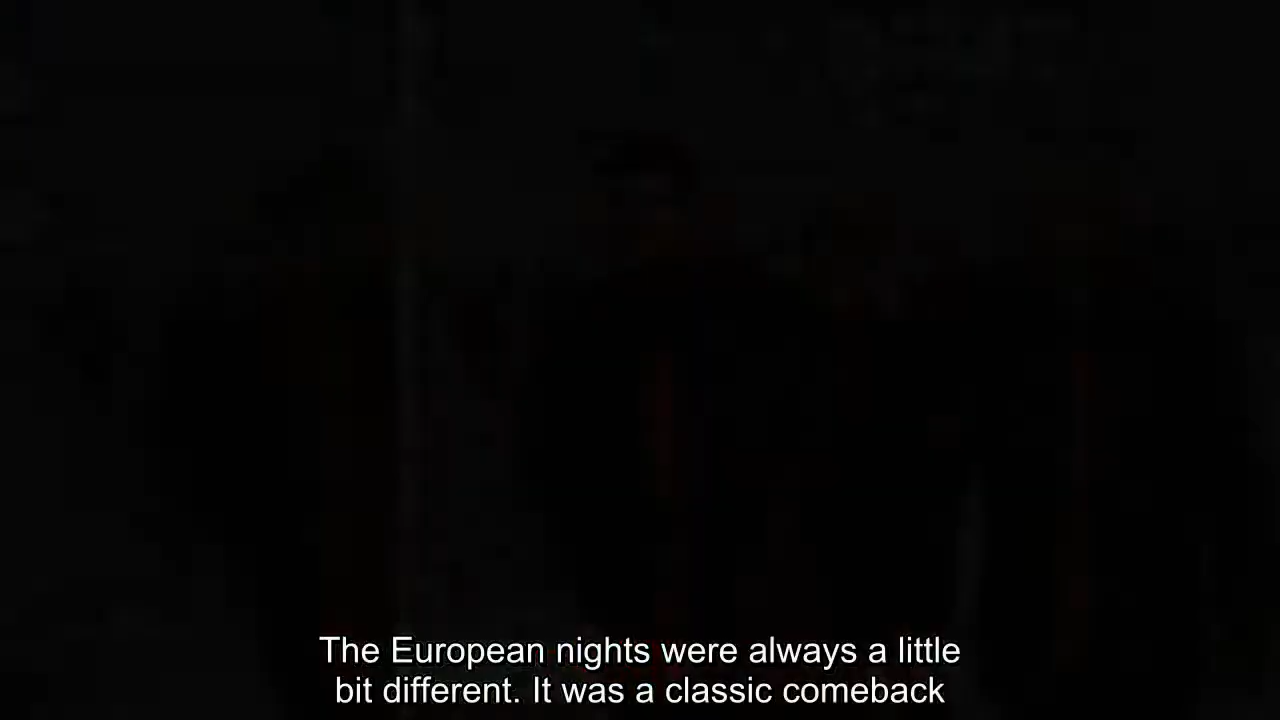 The European nights were always a little
bit different. It was a classic comeback